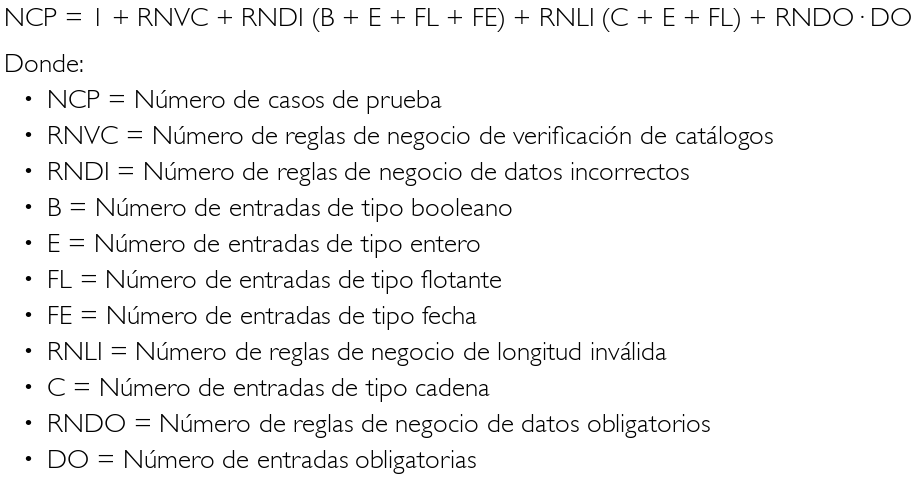 NCP = 1 + RNVC + RNDI (B + E + FL + FE) + RNLI (C + E + FL) + RNDO · DO
Donde:
• NCP = Número de casos de prueba
• RNVC = Número de reglas de negocio de verificación de catálogos
• RNDI = Número de reglas de negocio de datos incorrectos
• B = Número de entradas de tipo booleano
• E = Número de entradas de tipo entero
• FL = Número de entradas de tipo flotante
• FE = Número de entradas de tipo fecha
• RNLI = Número de reglas de negocio de longitud inválida
• C = Número de entradas de tipo cadena
• RNDO = Número de reglas de negocio de datos obligatorios
• DO = Número de entradas obligatorias